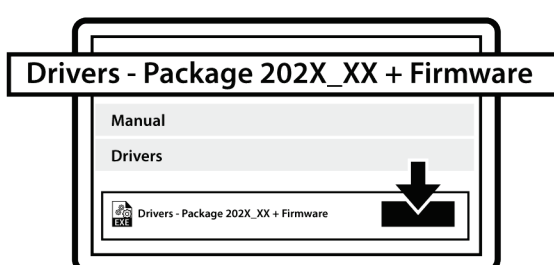 Drivers - Package 202X_XX + Firmware
Manual
Drivers
EXE Drivers - Package 202X_XX + Firmware